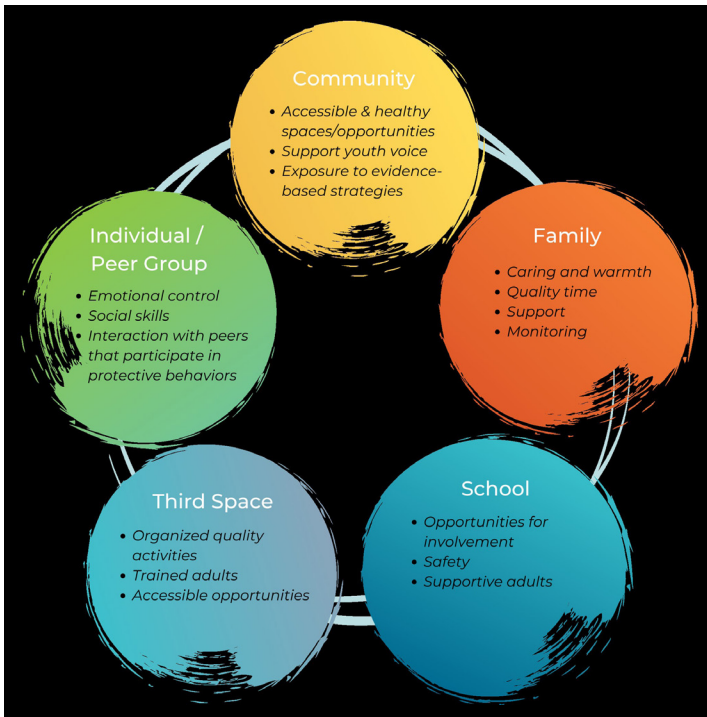 Community
• Accessible & healthy
spaces/opportunities
• Support youth voice
• Exposure to evidence-
based strategies
Individual /
Peer Group
• Emotional control
• Social skills
• Interaction with peers
that participate in
protective behaviors
Family
• Caring and warmth
• Quality time
• Support
• Monitoring
Third Space
• Organized quality
activities
• Trained adults
• Accessible opportunities
School
• Opportunities for
involvement
• Safety
• Supportive adults